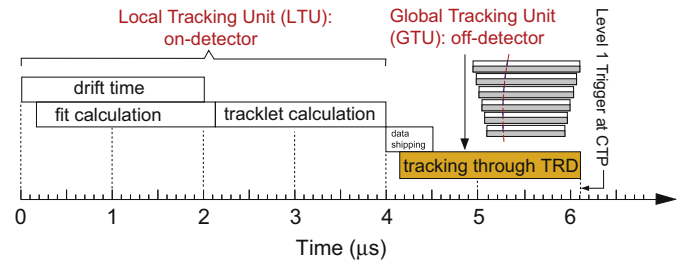 Local Tracking Unit (LTU):
on-detector
Global Tracking Unit
(GTU): off-detector
Level 1 Trigger at CTP
drift time
fit calculation
tracklet calculation
data
shipping
tracking through TRD
0 1 2 3 4 5 6
Time (μs)